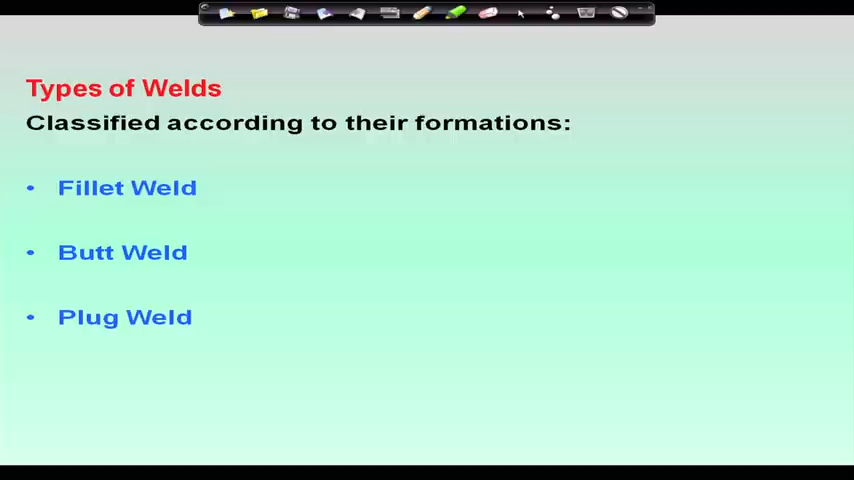 Types of Welds
Classified according to their formations:
• Fillet Weld
• Butt Weld
• Plug Weld